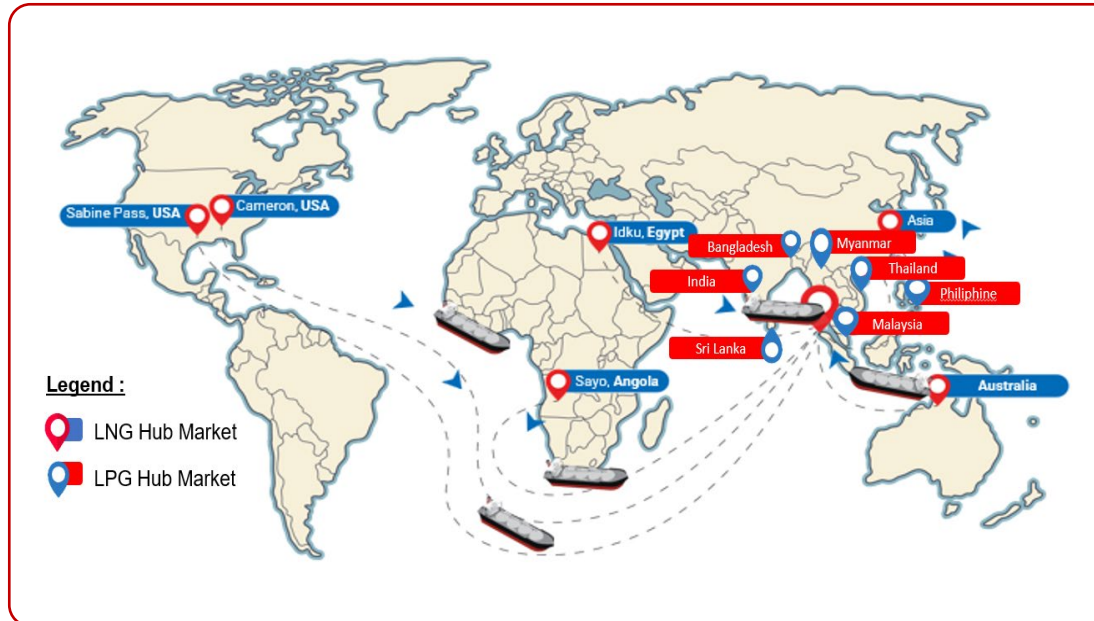 Sabine Pass, USA
Cameron, USA
Idku, Egypt
Asia
Bangladesh
Myanmar
India
Thailand
Philiphine
Sri Lanka
Malaysia
Sayo, Angola
Australia
Legend :
LNG Hub Market
LPG Hub Market